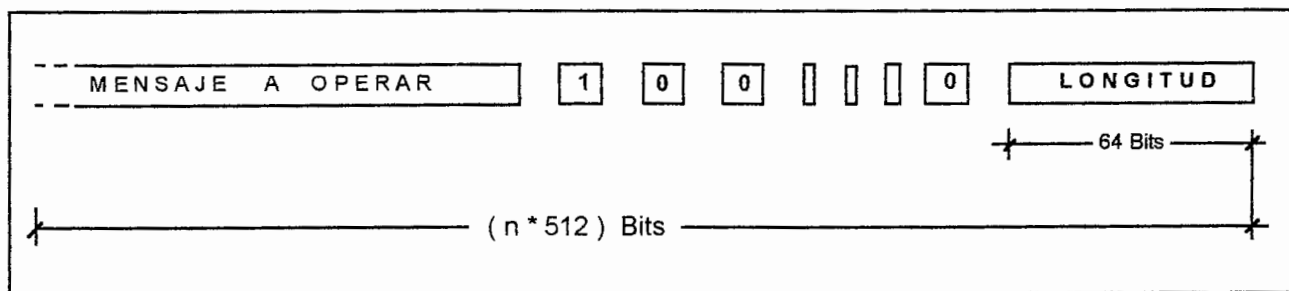 MENSAJE A OPERAR 1 0 0 0 LONGITUD
64 Bits
( n * 512 ) Bits